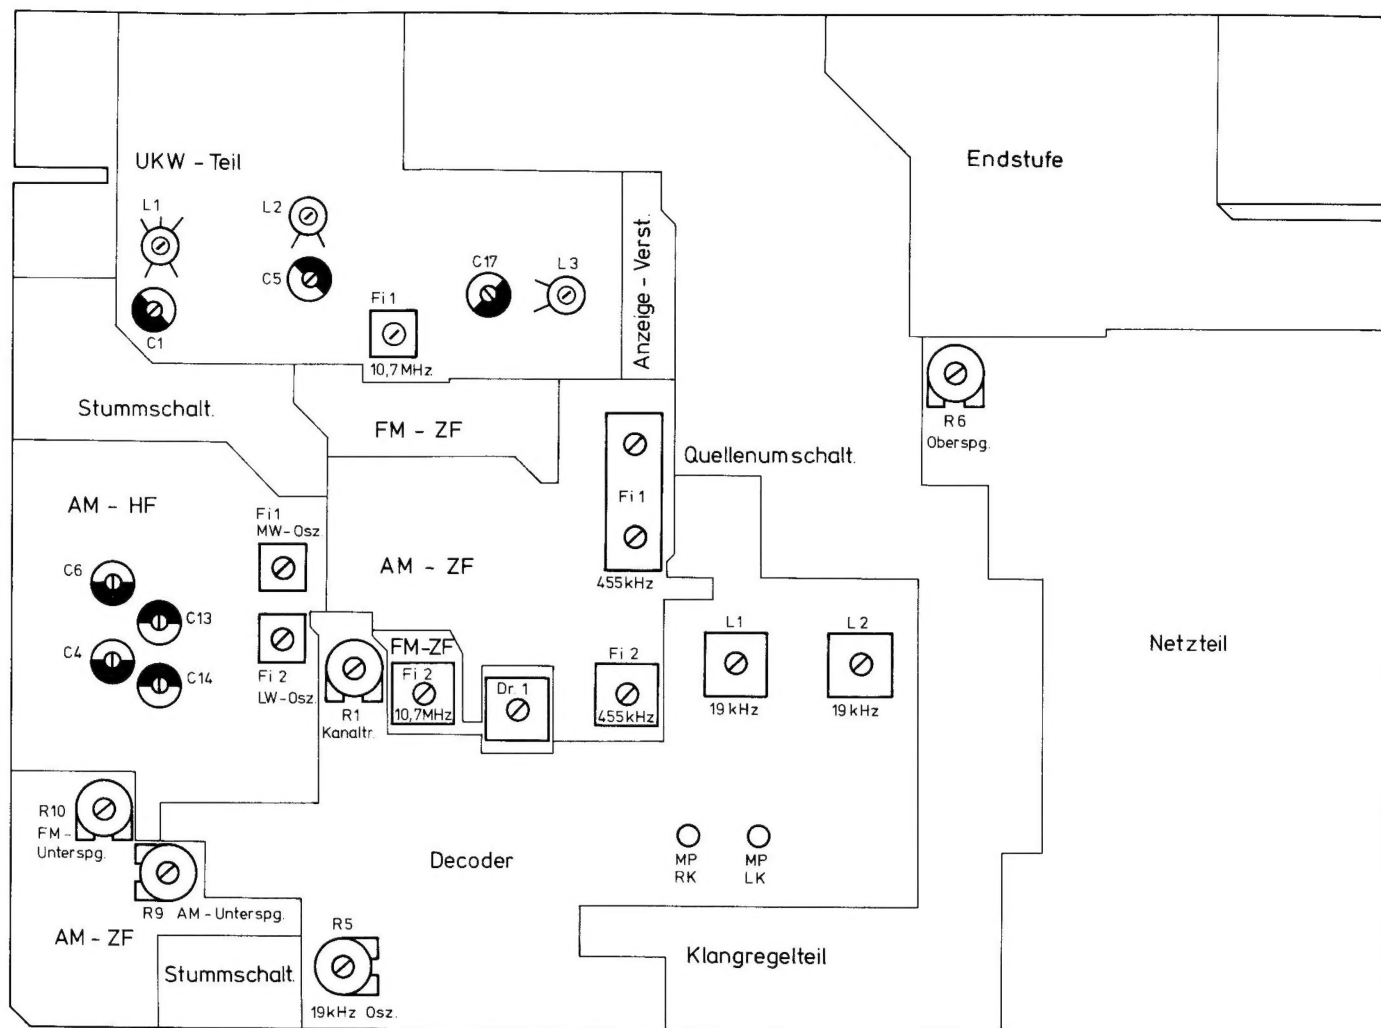 Endstufe
UKW – Teil
L1
L2
C5
C17
L3
Anzeige – Verst.
Fi 1
C1
10,7 MHz
Stummschalt.
FM – ZF
R6
Oberspg.
Quellenumschalt.
Fi 1
455kHz
AM – HF
Fi 1
MW-Osz.
AM – ZF
C6
C13
C4
C14
Fi 2
LW-Osz.
R1
Kanaltr.
FM-ZF
Fi 2
10,7MHz
Dr. 1
Fi 2
455kHz
L1
19 kHz
L2
19 kHz
Netzteil
R10
FM –
Unterspg.
R9 AM – Unterspg.
Decoder
MP
RK
MP
LK
AM – ZF
Stummschalt.
R5
19kHz Osz.
Klangregelteil